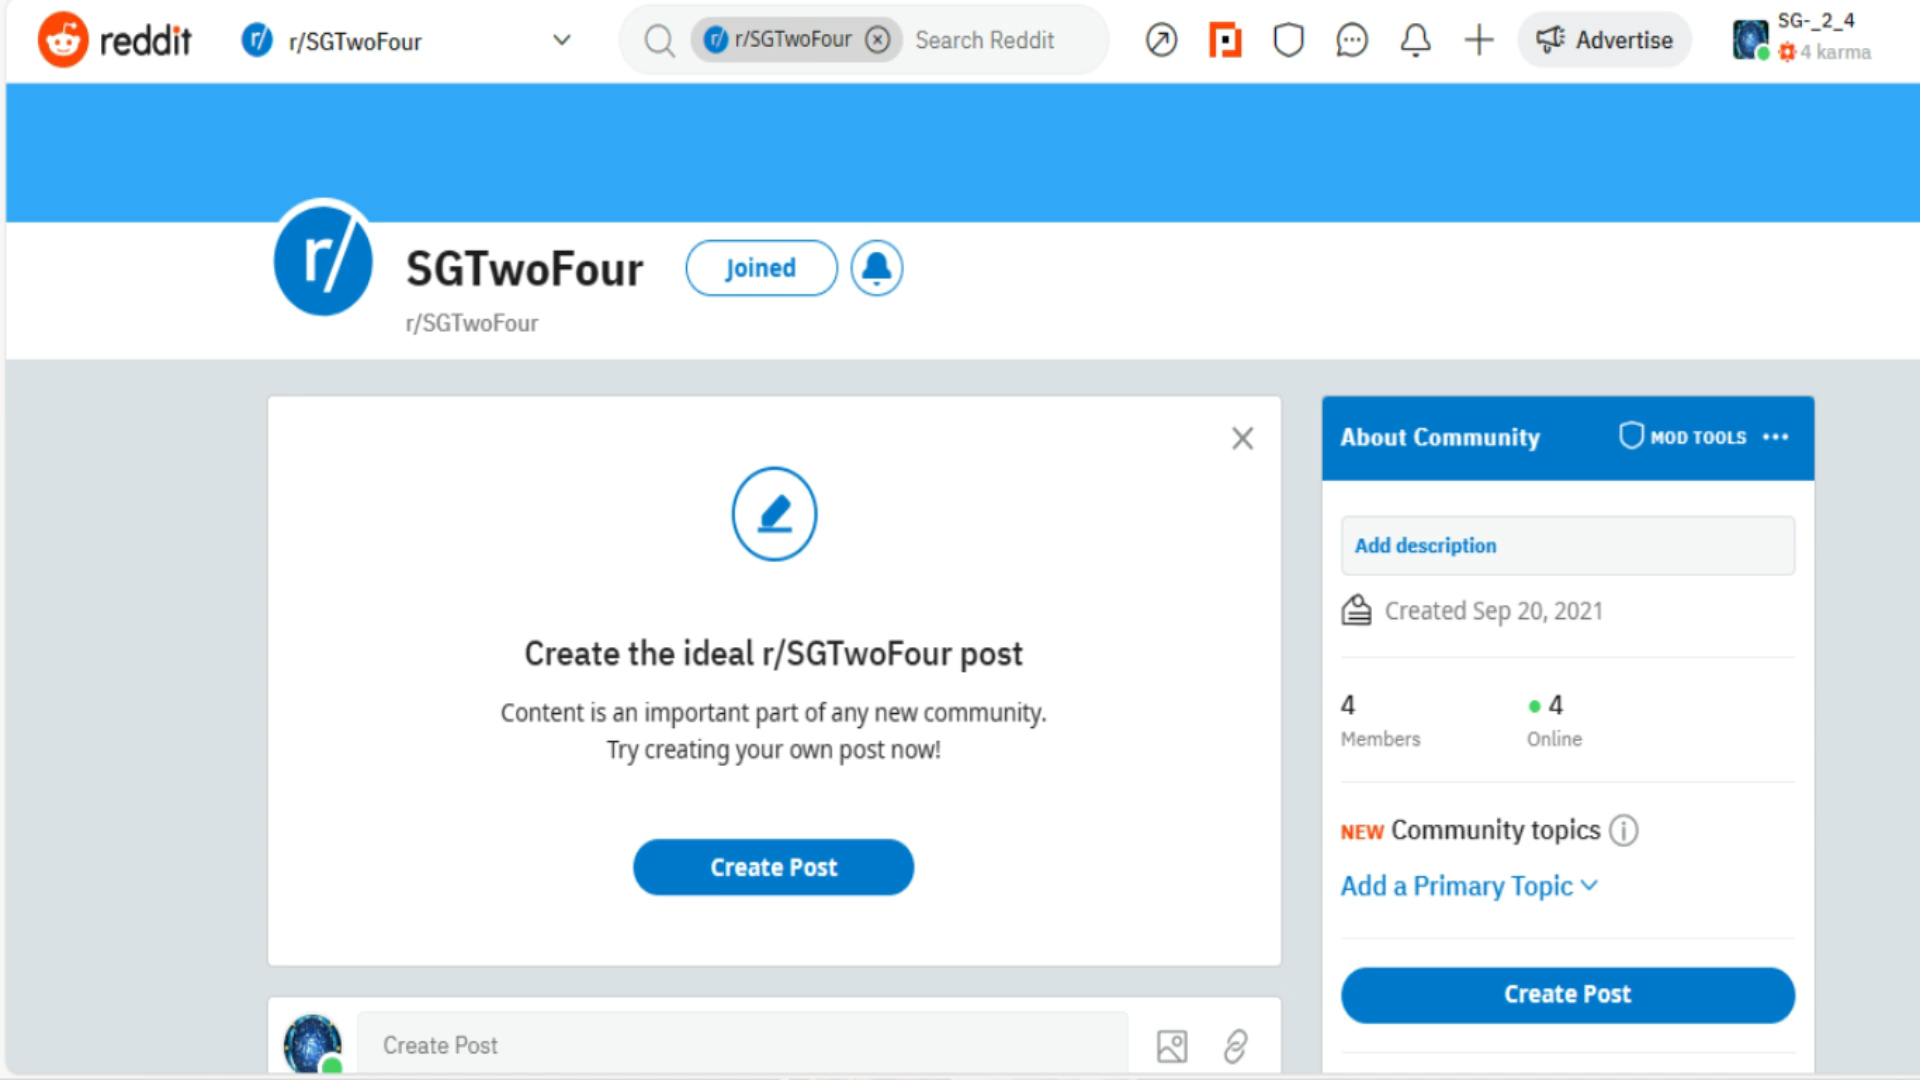 reddit
r/ r/SGTwoFour
r/ r/SGTwoFour Search Reddit
Advertise
SG-_2_4
4 karma
r/
SGTwoFour
Joined
r/SGTwoFour
Create the ideal r/SGTwoFour post
Content is an important part of any new community.
Try creating your own post now!
Create Post
Create Post
About Community
MOD TOOLS
Add description
Created Sep 20, 2021
4
Members
4
Online
NEW Community topics
Add a Primary Topic
Create Post